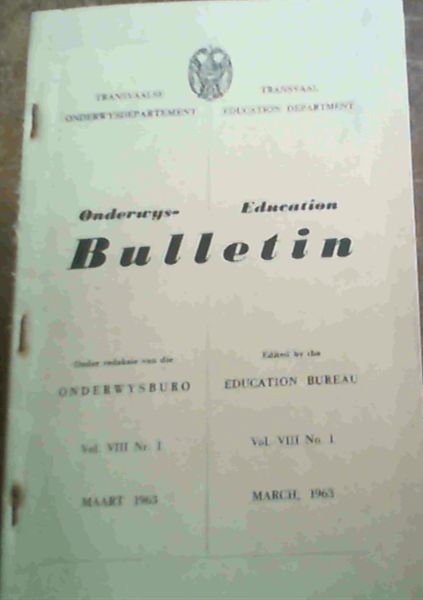 TRANSVAALSE
ONDERWYSDEPARTEMENT
TRANSVAAL
EDUCATION DEPARTMENT
Onderwys-
Education
Bulletin
Onder redaksie van die
ONDERWYSBURO
Vol. VIII Nr. 1
MAART 1963
Edited by the
EDUCATION BUREAU
Vol. VIII No. 1
MARCH, 1963